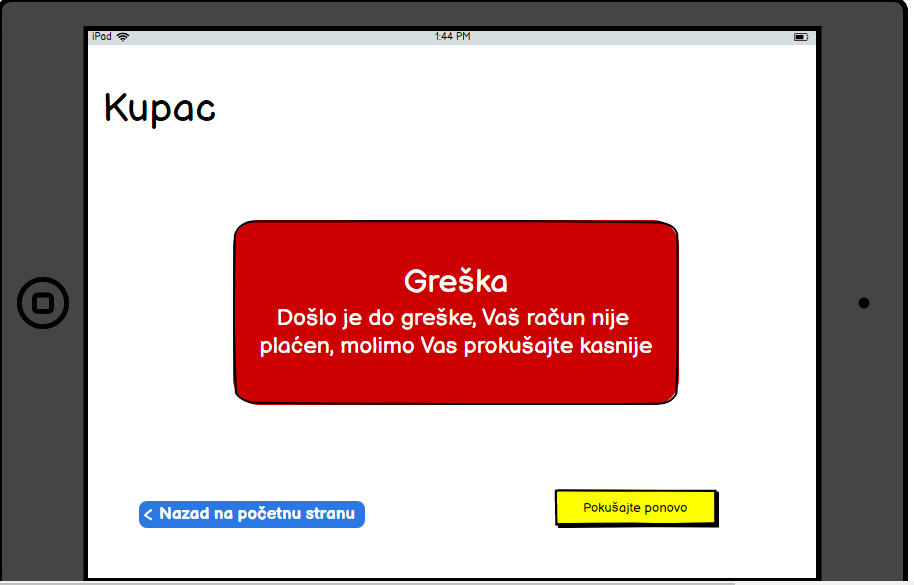 iPad 1:44 PM
Kupac
Greška
Došlo je do greške, Vaš račun nije
plaćen, molimo Vas prokušajte kasnije
< Nazad na početnu stranu
Pokušajte ponovo